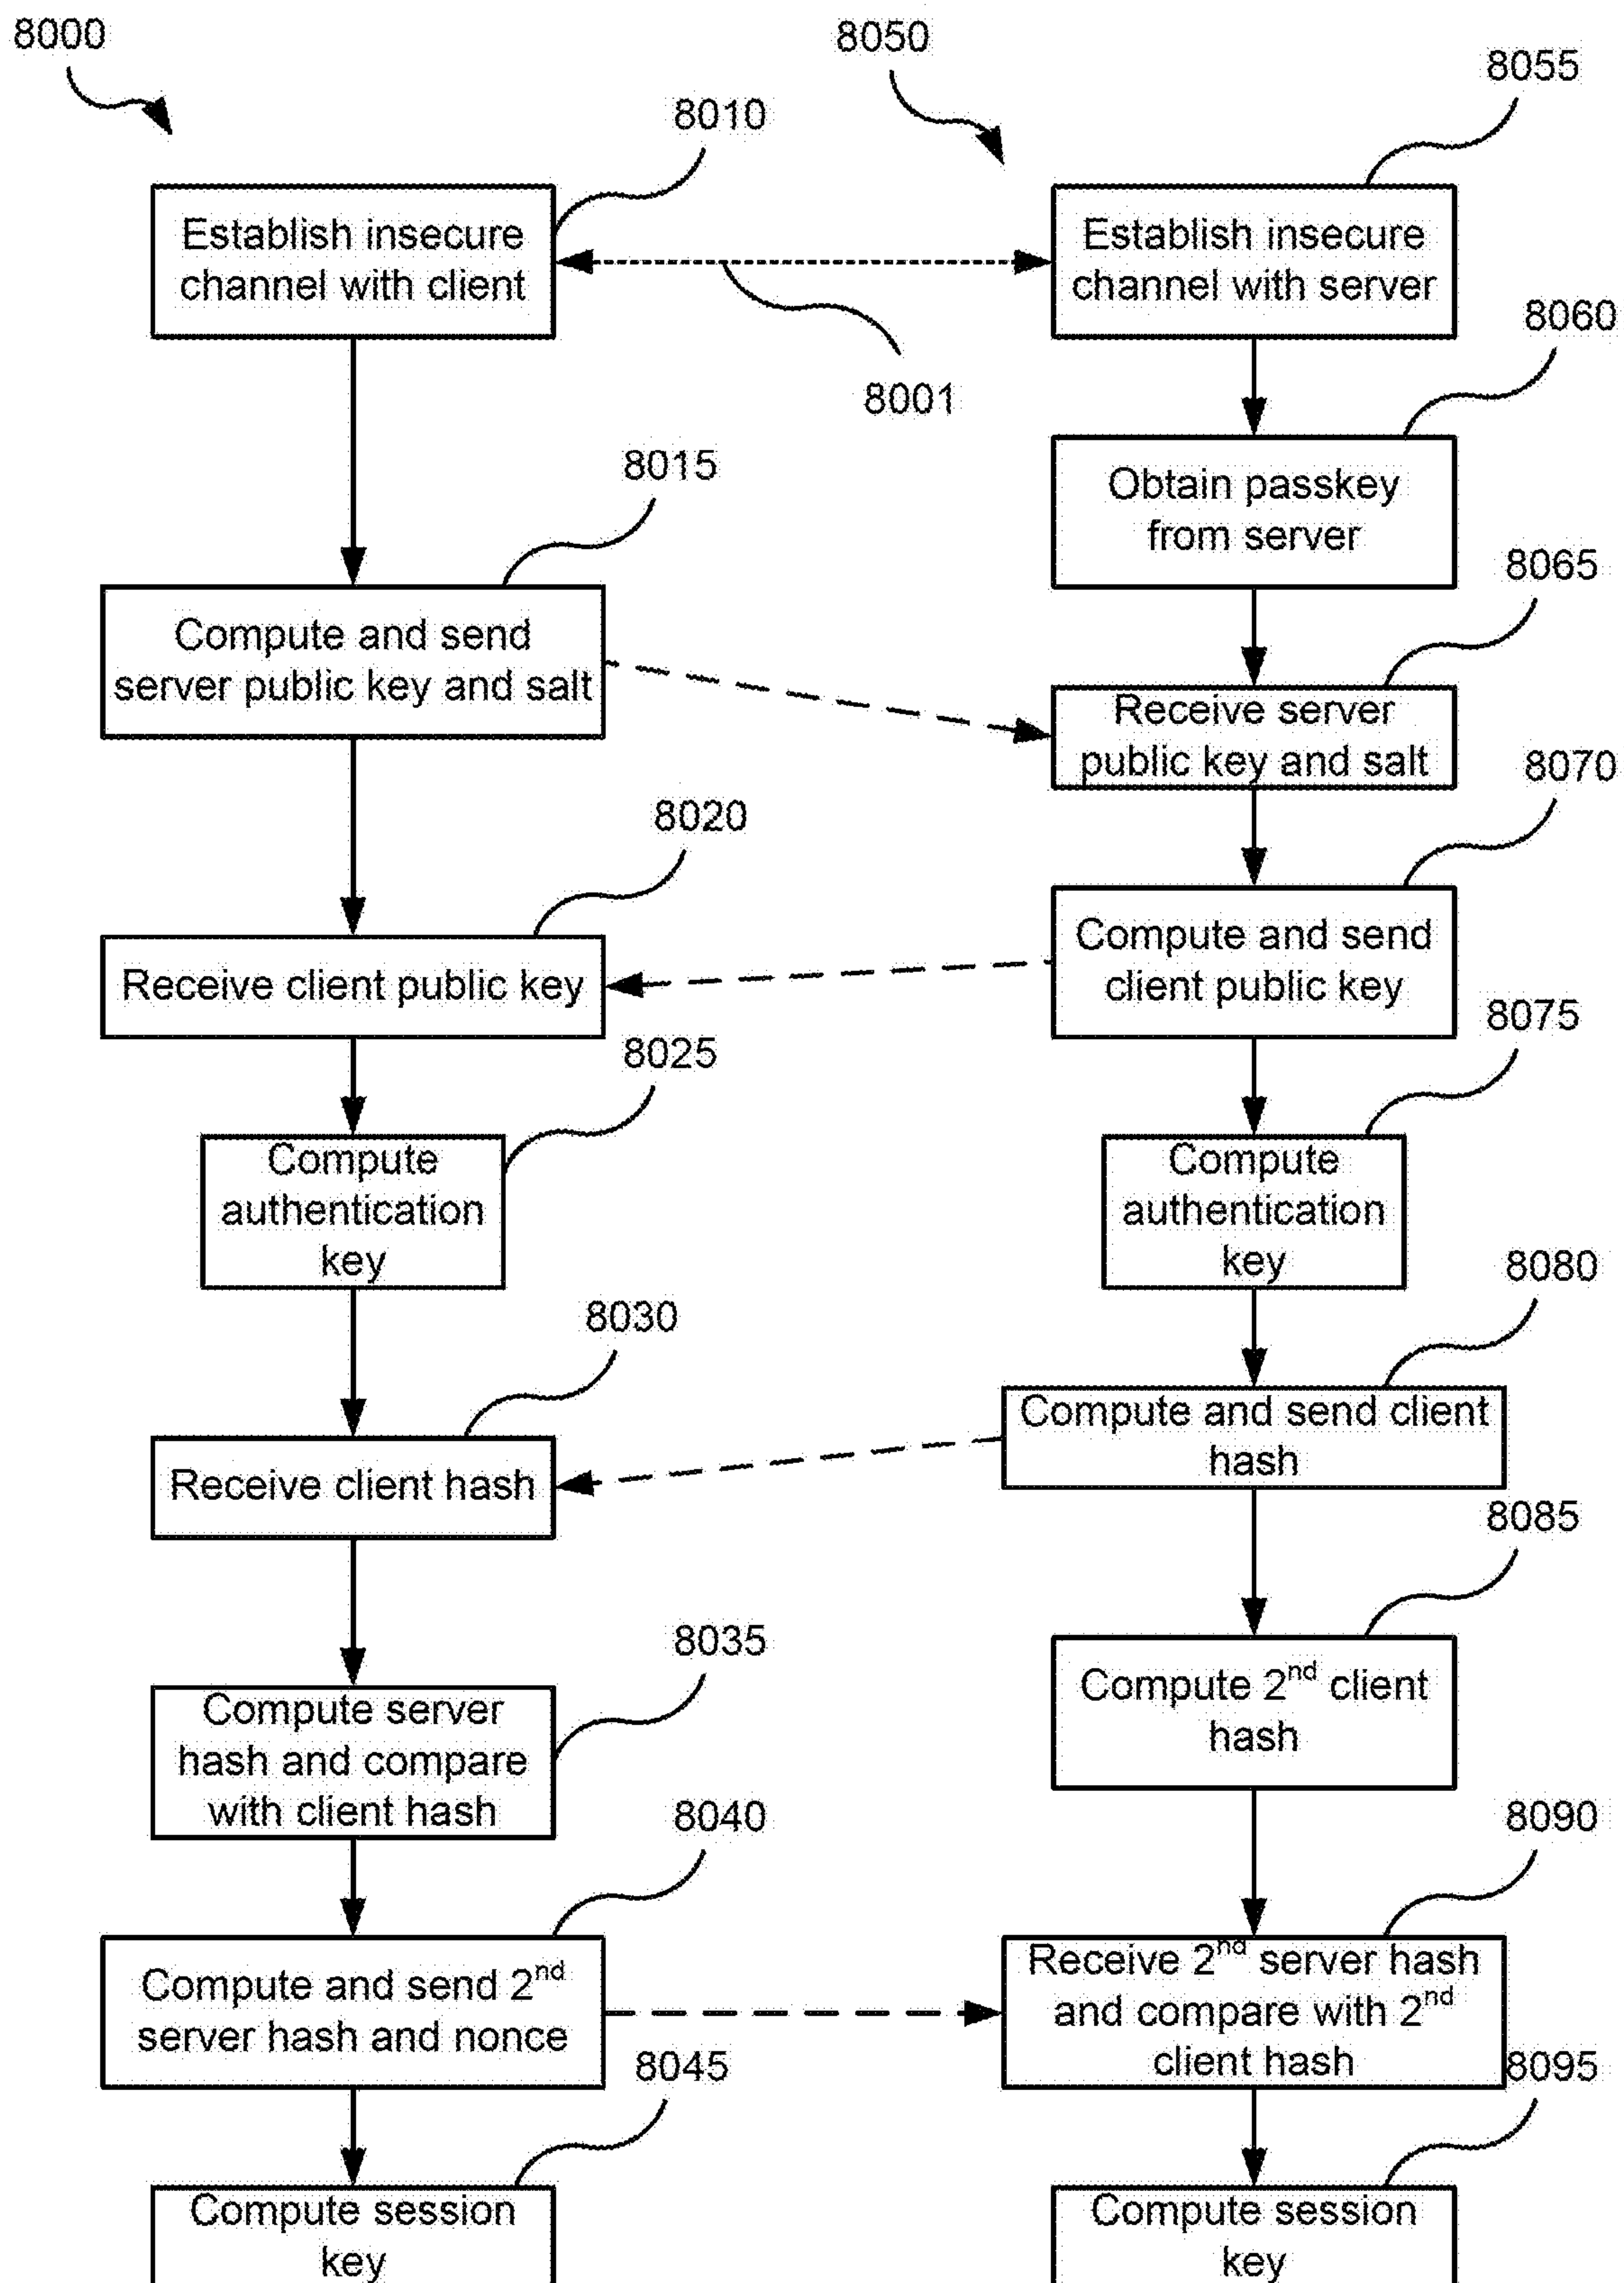 8000
8050
8055
8010
Establish insecure
channel with client
Establish insecure
channel with server
8001
8060
8015
Obtain passkey
from server
8065
Compute and send
server public key and salt
Receive server
public key and salt
8070
8020
Receive client public key
Compute and send
client public key
8075
8025
Compute
authentication
key
Compute
authentication
key
8080
8030
Receive client hash
Compute and send client
hash
8085
8035
Compute server
hash and compare
with client hash
Compute 2nd client
hash
8040
8090
Compute and send 2nd
server hash and nonce
Receive 2nd server hash
and compare with 2nd
client hash
8045
8095
Compute session
key
Compute session
key